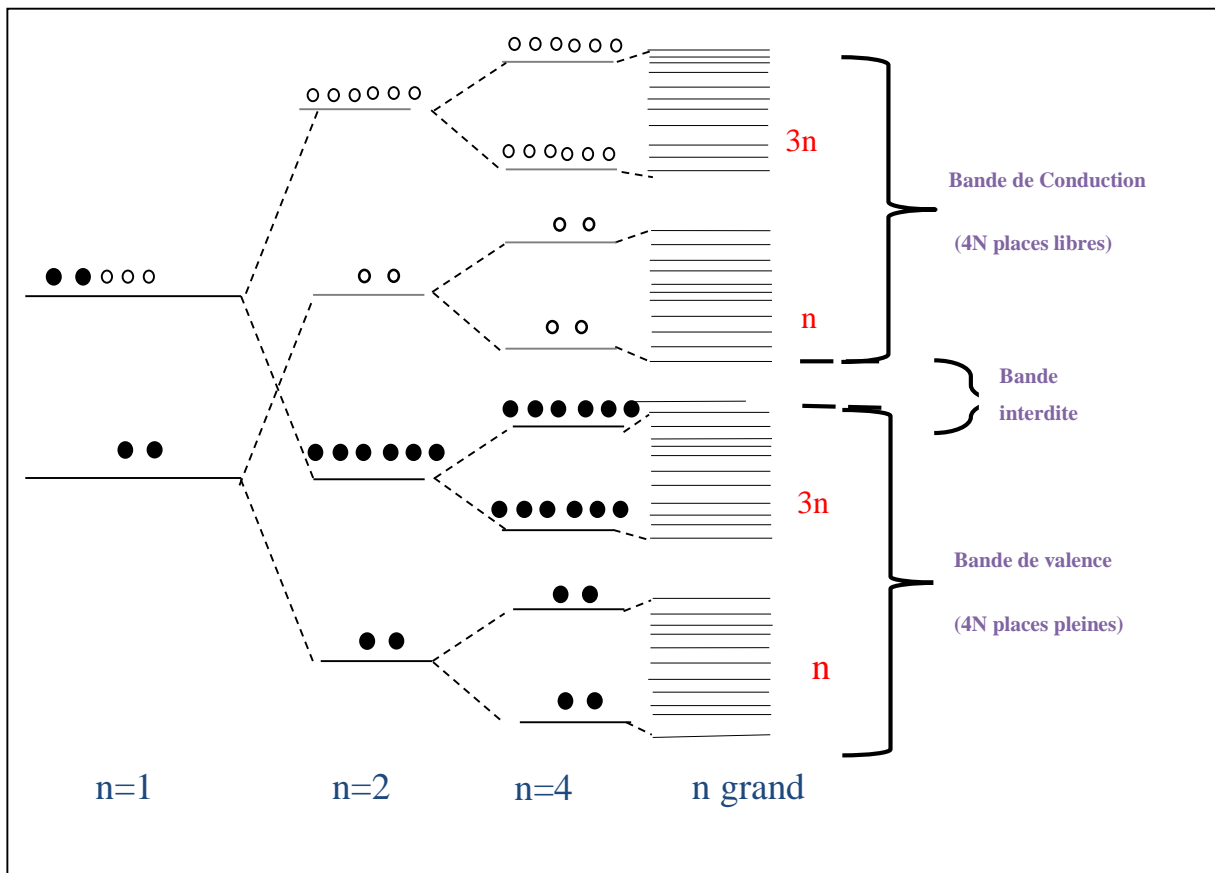 3n
Bande de Conduction
(4N places libres)
n
Bande
interdite
3n
Bande de valence
(4N places pleines)
n
n=1
n=2
n=4
n grand